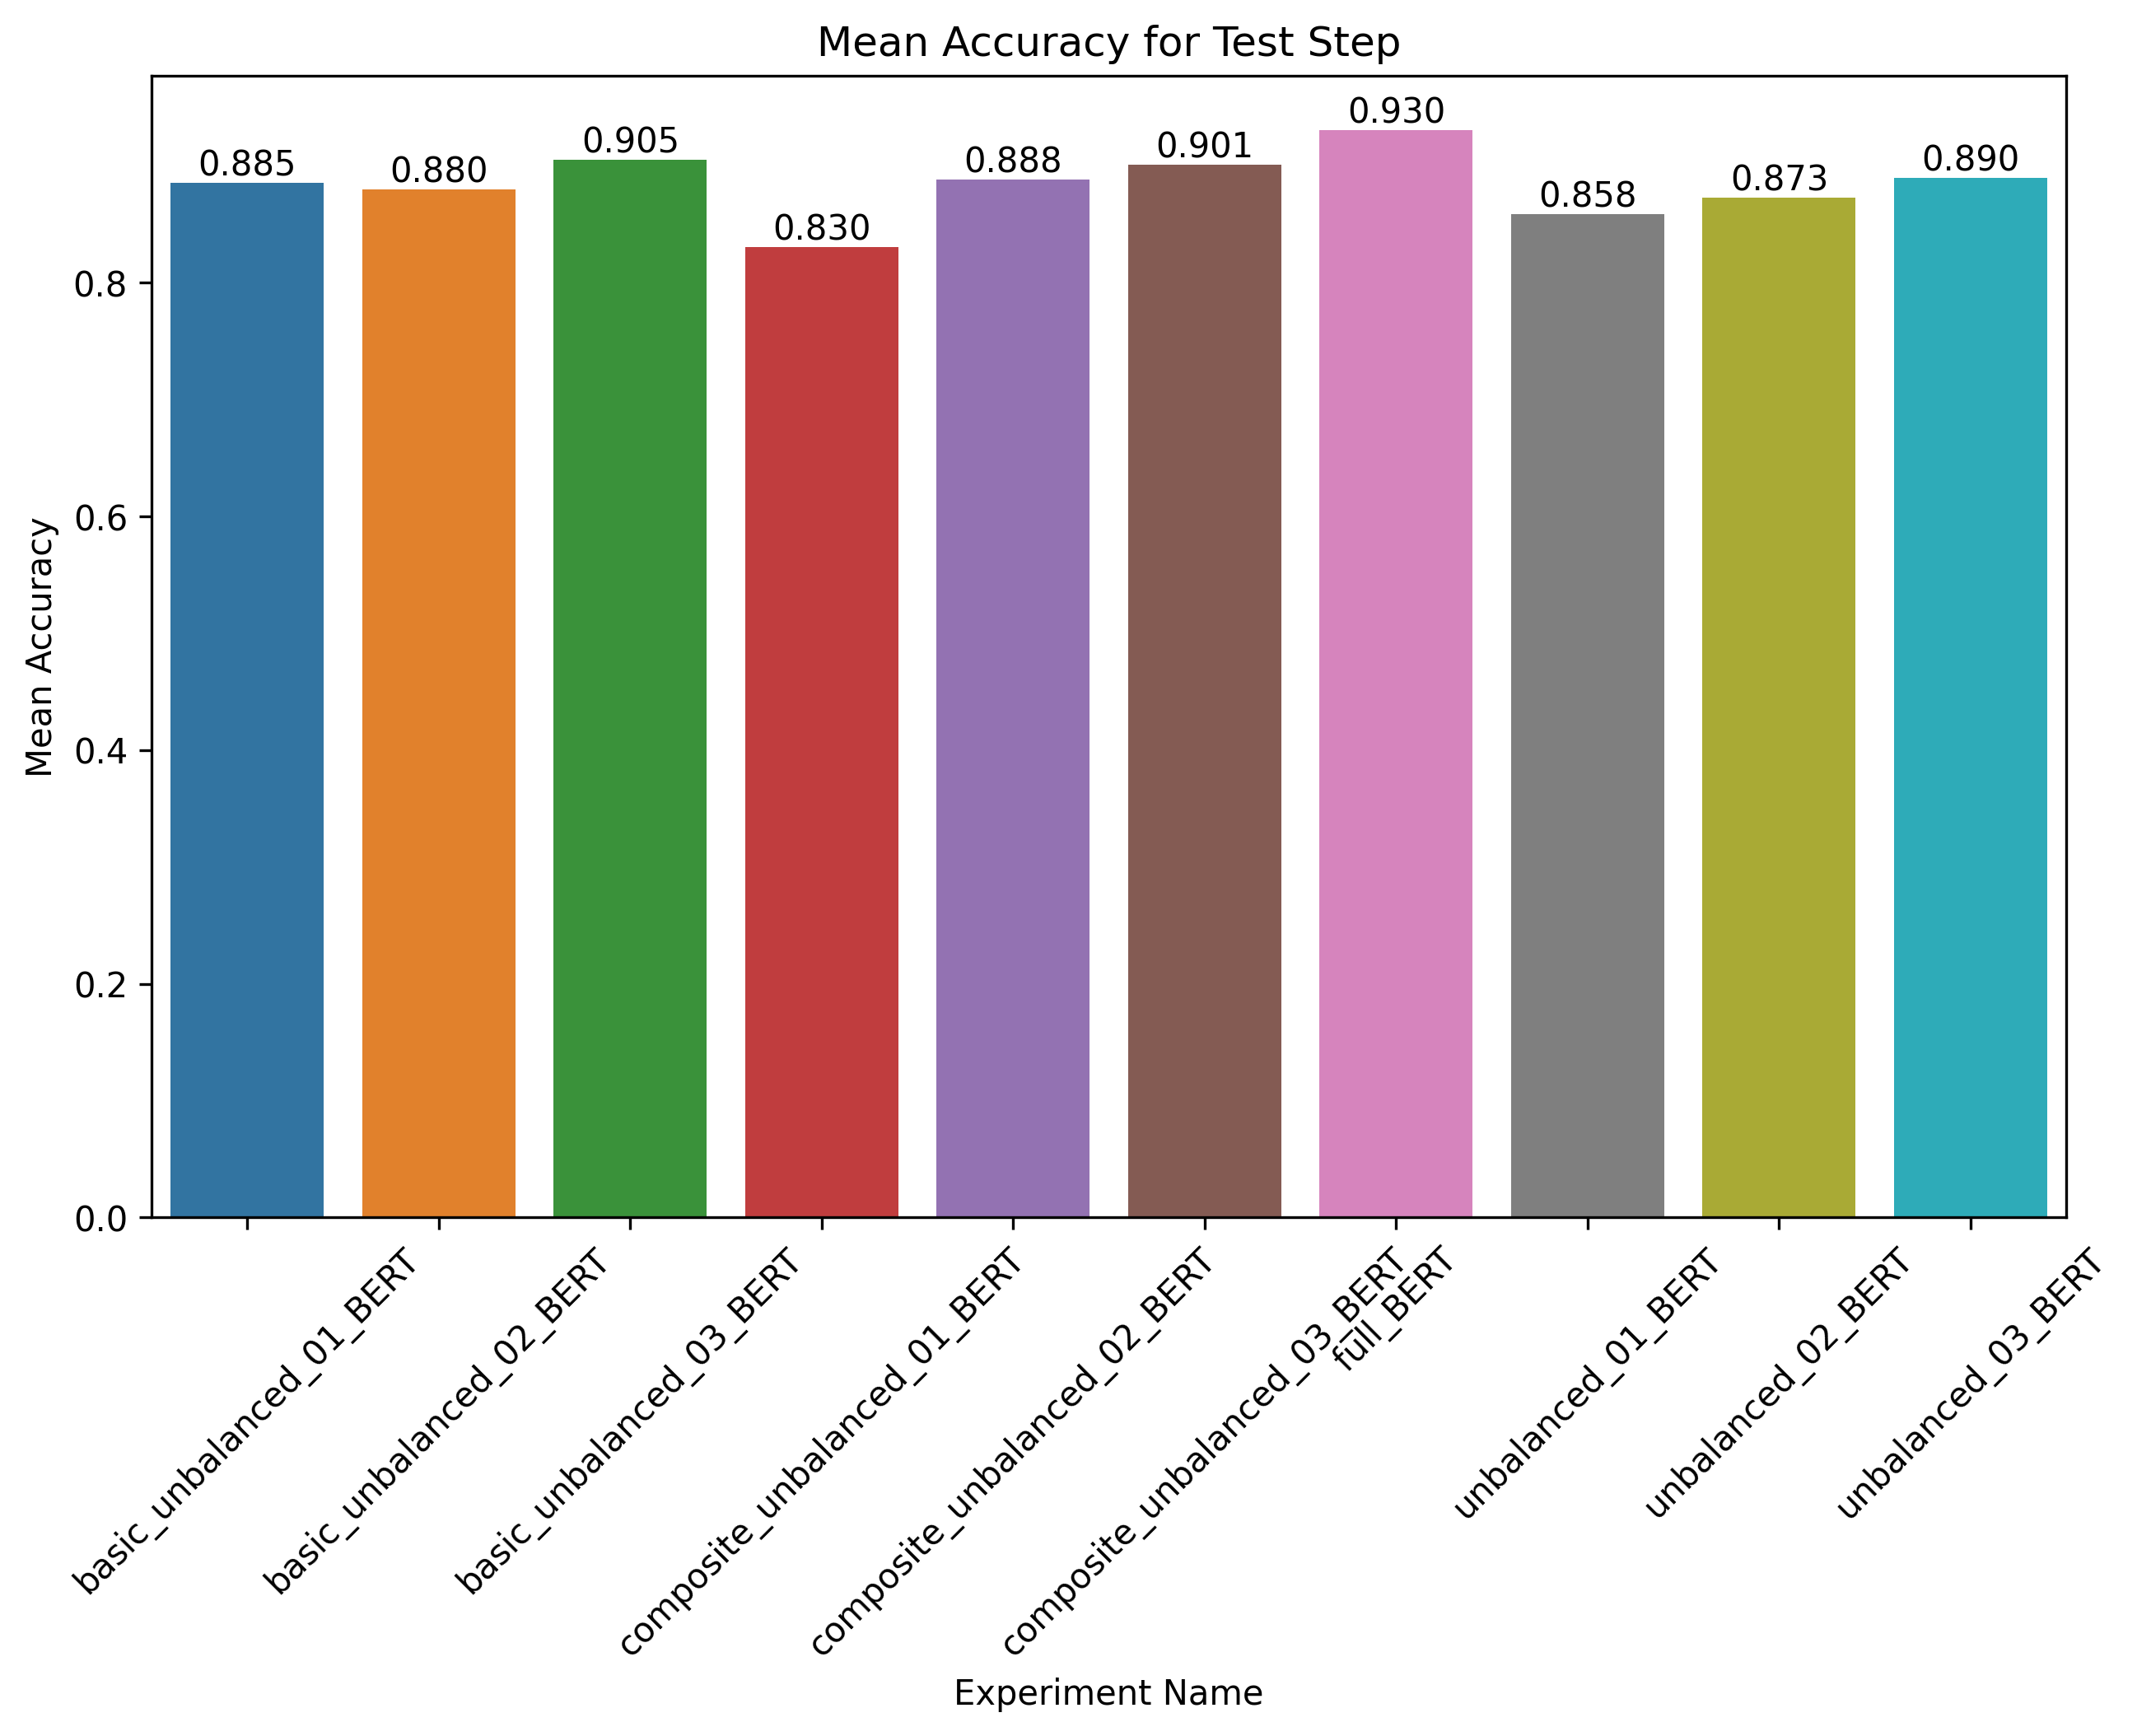 Mean Accuracy for Test Step
0.885
0.880
0.905
0.830
0.888
0.901
0.930
0.858
0.873
0.890
Mean Accuracy
0.8
0.6
0.4
0.2
0.0
basic_unbalanced_01_BERT
basic_unbalanced_02_BERT
basic_unbalanced_03_BERT
composite_unbalanced_01_BERT
composite_unbalanced_02_BERT
composite_unbalanced_03_BERT
full_BERT
unbalanced_01_BERT
unbalanced_02_BERT
unbalanced_03_BERT
Experiment Name